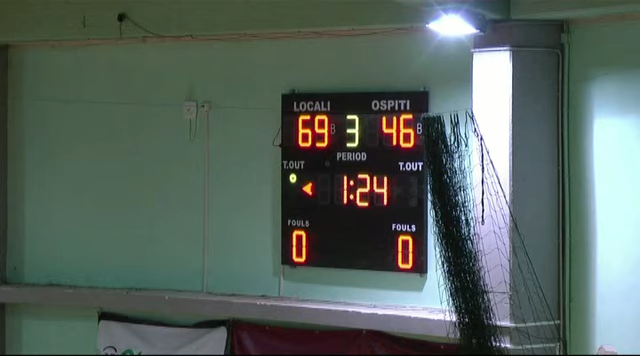 LOCALI OSPITI
69 B 3 46 B
PERIOD
T.OUT T.OUT
1:24
FOULS FOULS
0 0